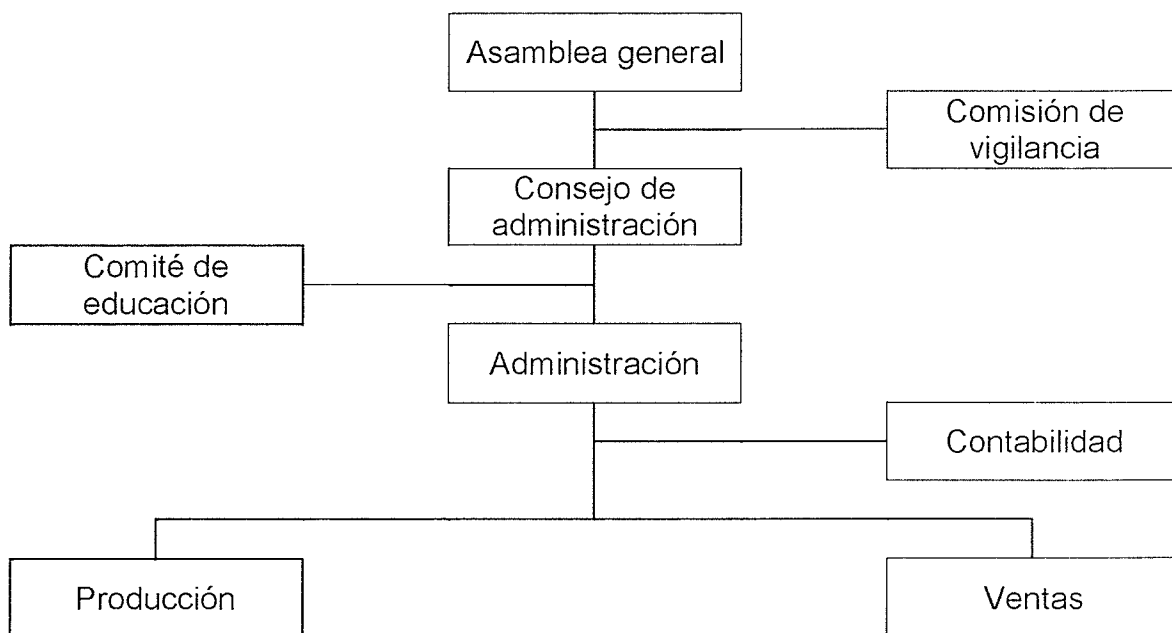 Asamblea general
Comisión de
vigilancia
Consejo de
administración
Comité de
educación
Administración
Contabilidad
Producción
Ventas